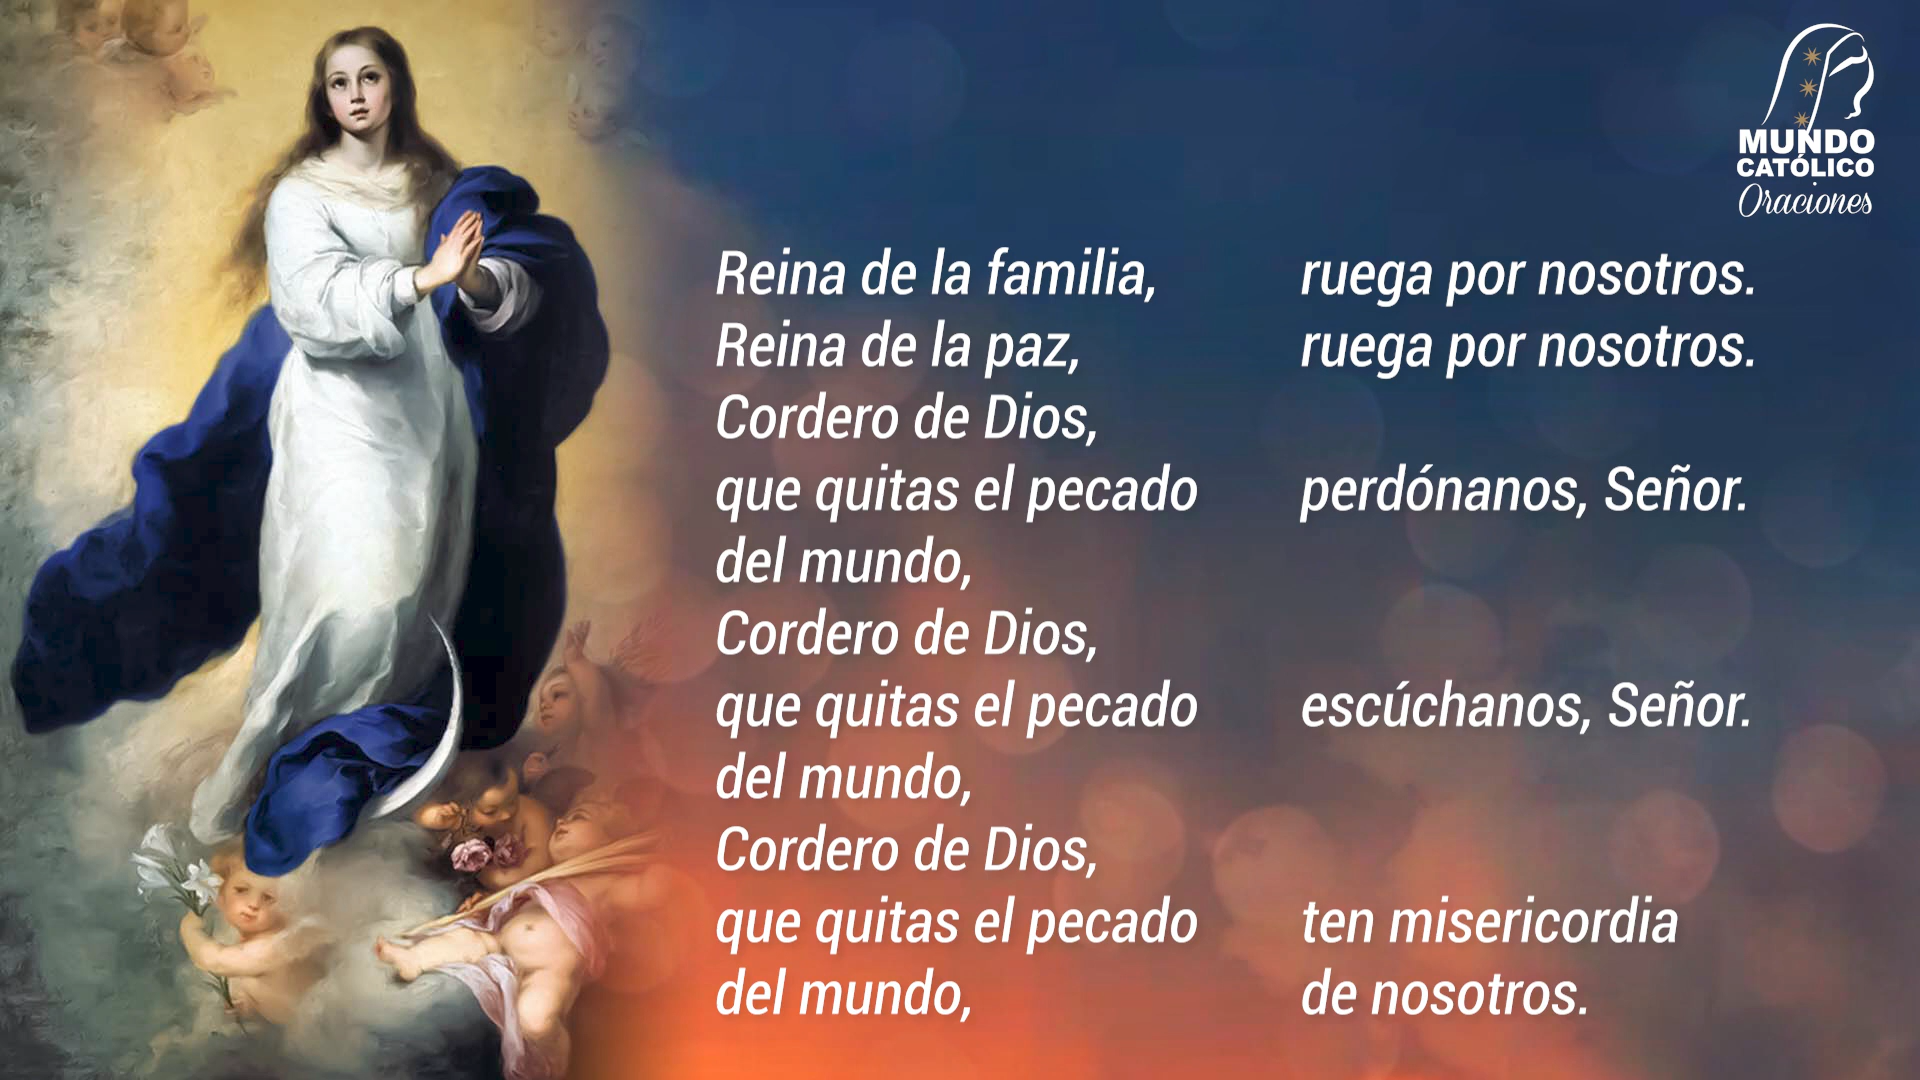 MUNDO
CATÓLICO
Oraciones
Reina de la familia, ruega por nosotros.
Reina de la paz, ruega por nosotros.
Cordero de Dios,
que quitas el pecado perdónanos, Señor.
del mundo,
Cordero de Dios,
que quitas el pecado escúchanos, Señor.
del mundo,
Cordero de Dios,
que quitas el pecado ten misericordia
del mundo, de nosotros.